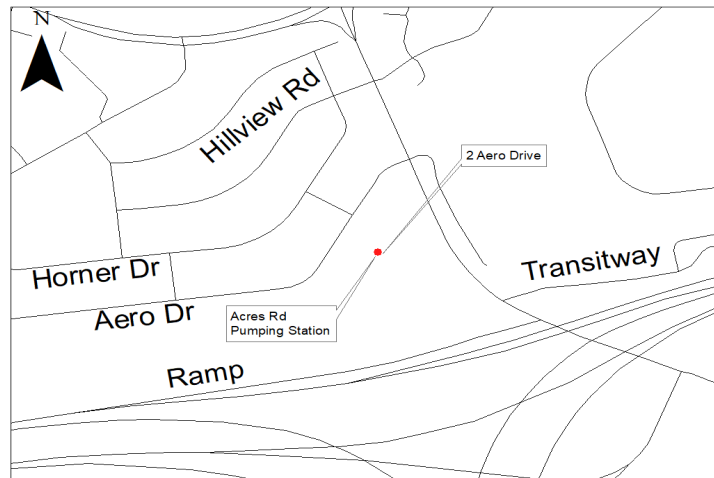 N
Hillview Rd
2 Aero Drive
Horner Dr
Transitway
Aero Dr
Acres Rd
Pumping Station
Ramp